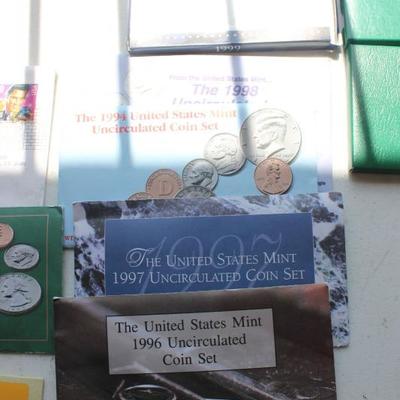 1999
From the United States Mint...
The 1998
Uncirculated
The 1994 United States Mint
Uncirculated Coin Set
D
1997
THE UNITED STATES MINT
1997 UNCIRCULATED COIN SET
The United States Mint
1996 Uncirculated
Coin Set